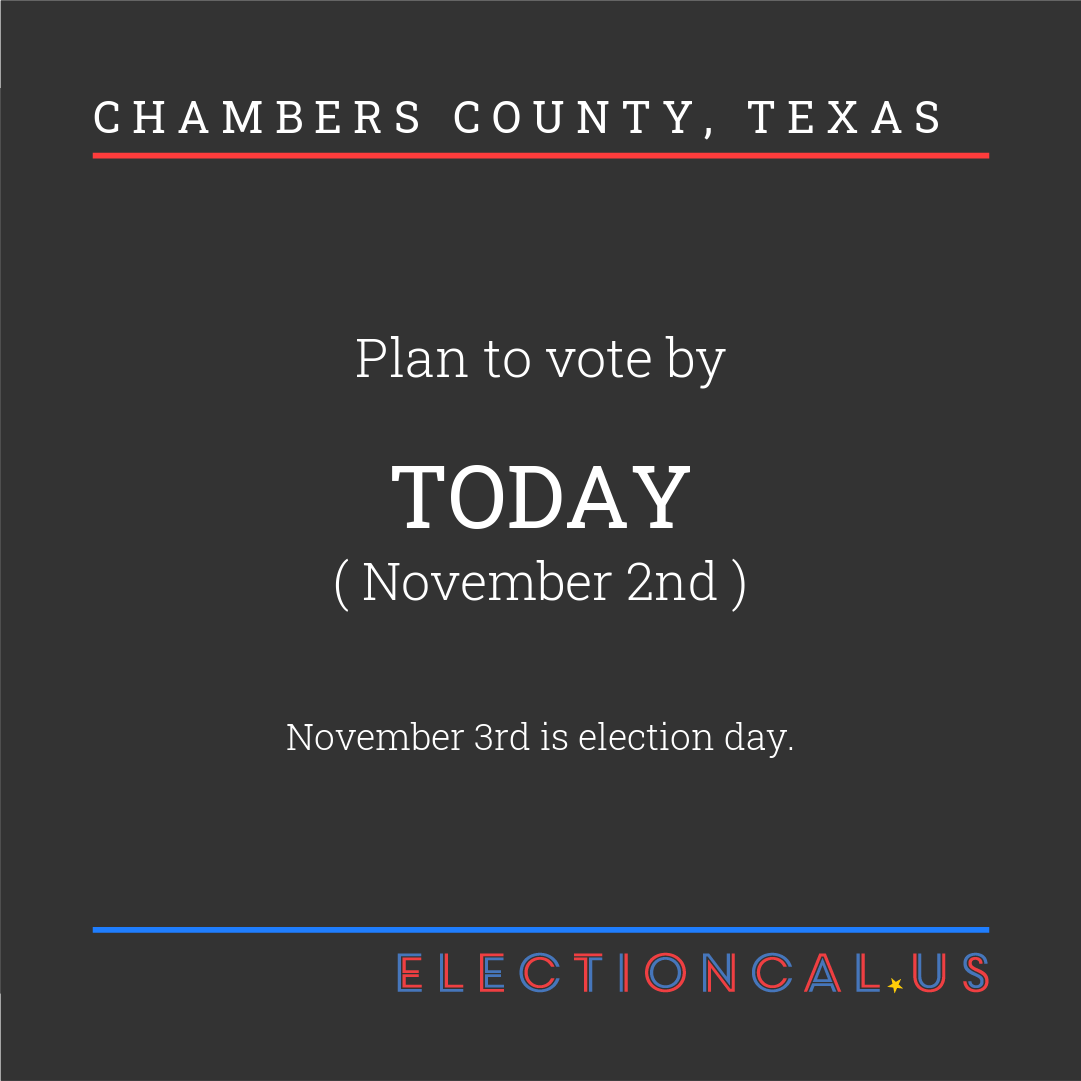 CHAMBERS COUNTY, TEXAS
Plan to vote by
TODAY
( November 2nd )
November 3rd is election day.
ELECTIONCAL.US